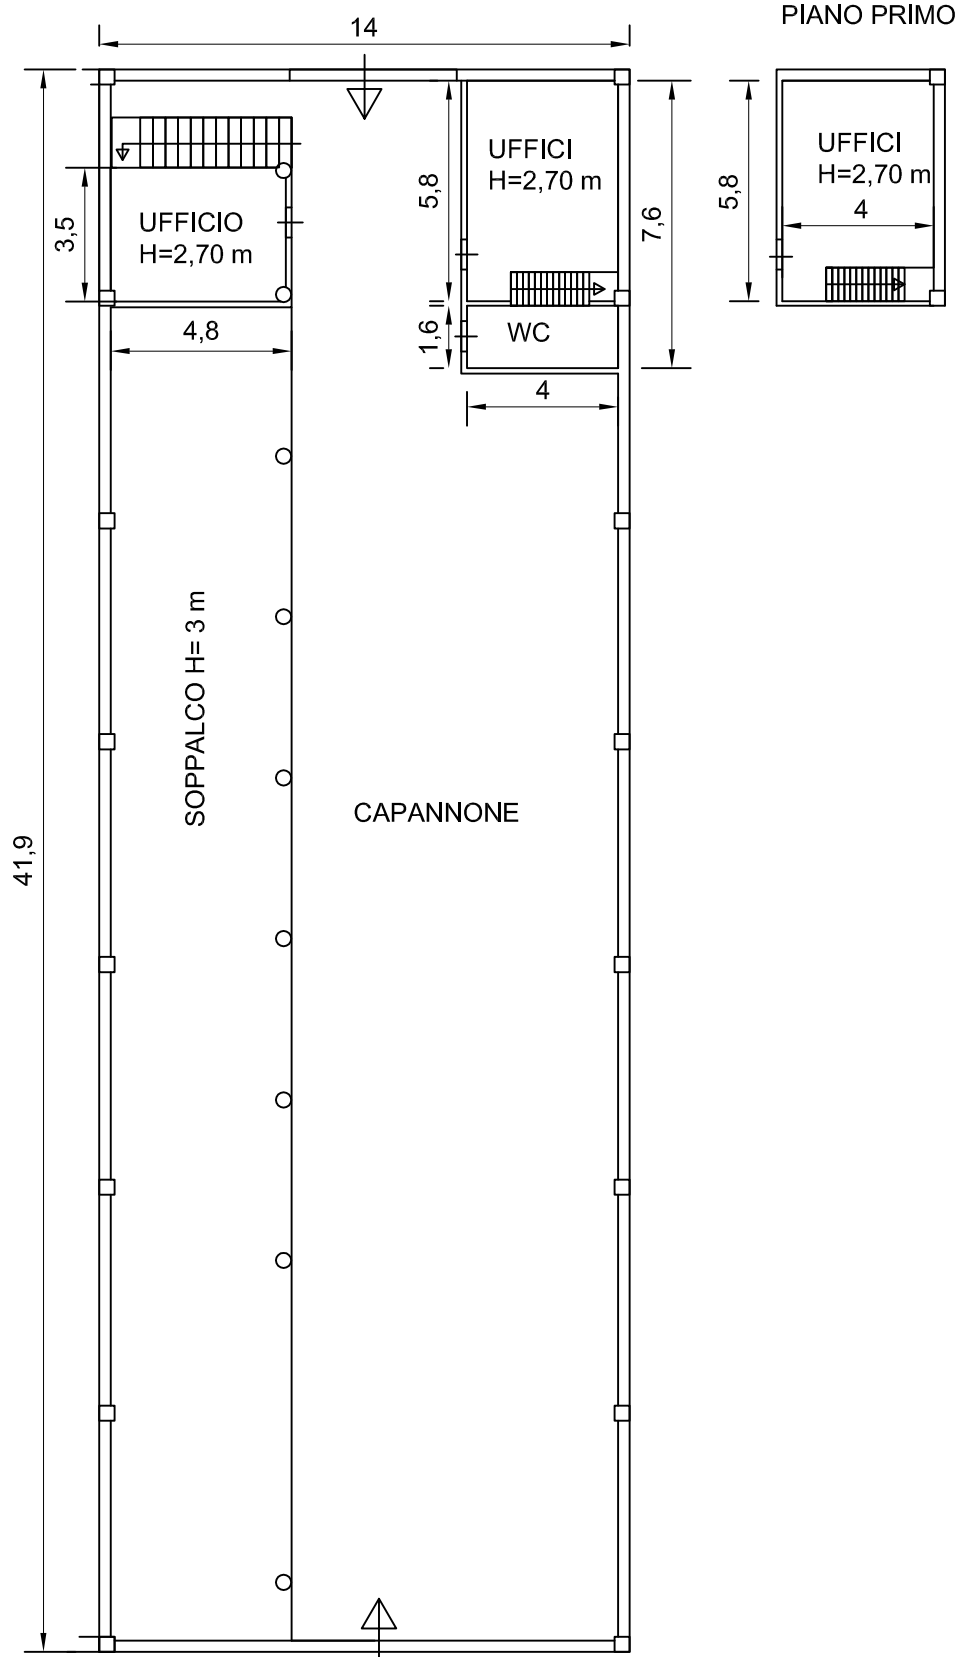 PIANO PRIMO
14
UFFICI
H=2,70 m
5,8
7,6
UFFICI
H=2,70 m
5,8
4
UFFICIO
H=2,70 m
3,5
4,8
WC
1,6
4
SOPPALCO H= 3 m
CAPANNONE
41,9